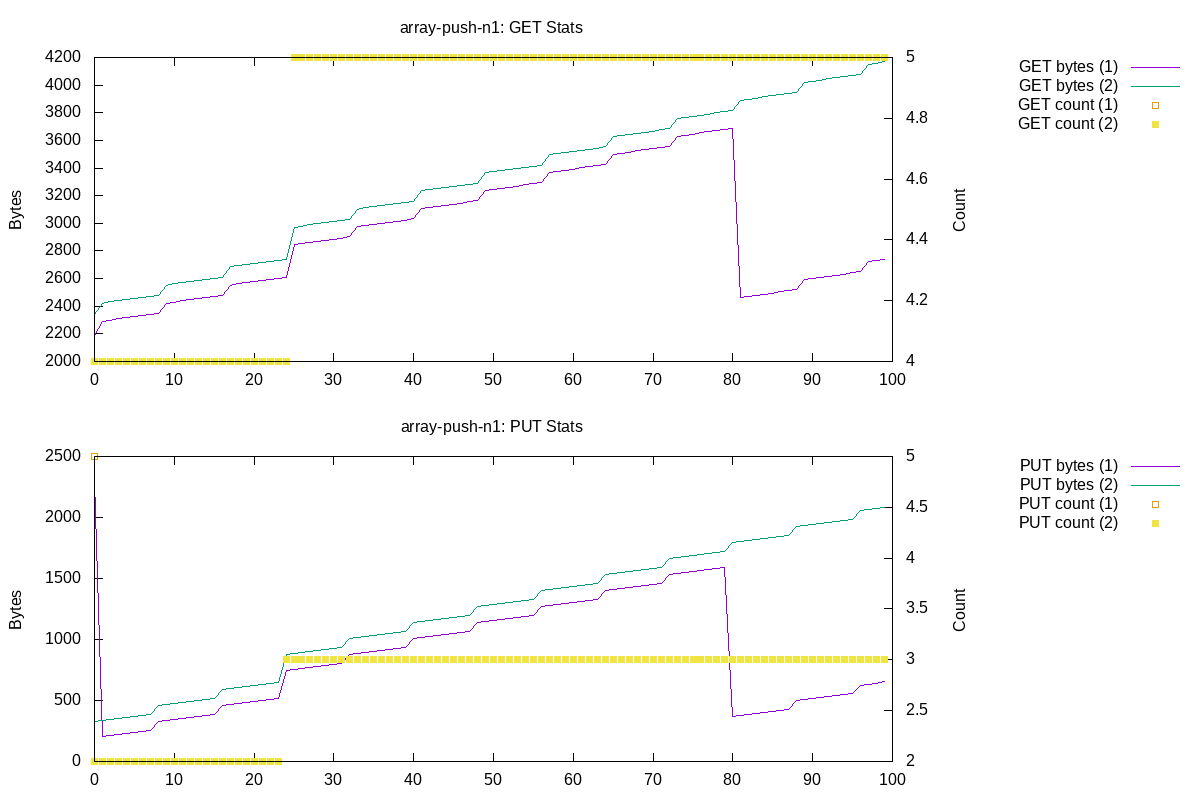 array-push-n1: GET Stats
4200
4000
3800
3600
3400
3200
3000
2800
2600
2400
2200
2000
Bytes
0 10 20 30 40 50 60 70 80 90 100
5
4.8
4.6
4.4
4.2
4
Count
GET bytes (1)
GET bytes (2)
GET count (1)
GET count (2)
array-push-n1: PUT Stats
2500
2000
1500
1000
500
0
Bytes
0 10 20 30 40 50 60 70 80 90 100
5
4.5
4
3.5
3
2.5
2
Count
PUT bytes (1)
PUT bytes (2)
PUT count (1)
PUT count (2)